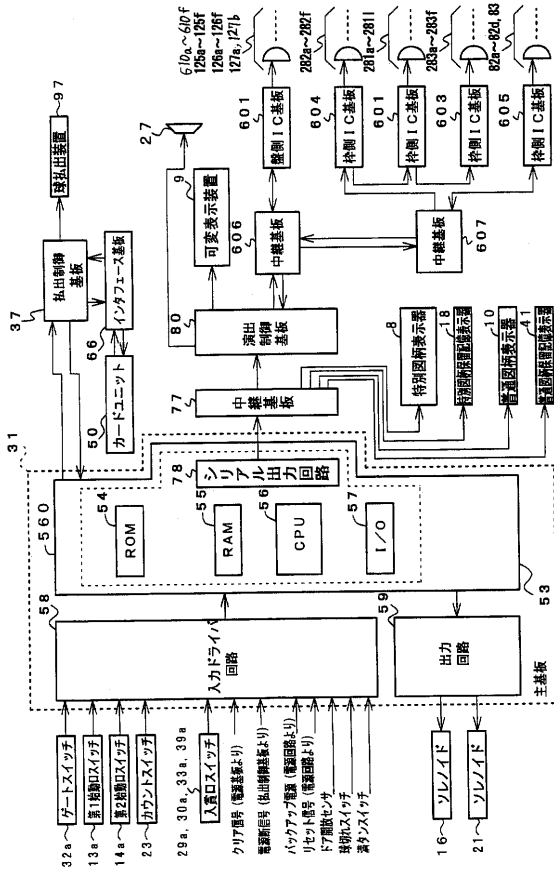 31
32a ゲートスイッチ
13a 第1始動口スイッチ
14a 第2始動口スイッチ
23 カウントスイッチ
29a, 30a, 33a, 39a
入賞口スイッチ
クリア信号(電源基板より)
電源断信号(払出制御基板より)
バックアップ電源(電源回路より)
リセット信号(電源回路より)
ドア開放センサ
球切れスイッチ
満タンスイッチ
58
入力ドライバ
回路
560
54
ROM
55
RAM
56
CPU
57
I/O
78
シリアル出力回路
53
59
出力
回路
主基板
16 ソレノイド
21 ソレノイド
37
払出制御
基板
球払出装置
97
66
インタフェース基板
50
カードユニット
77
中継基板
80
演出制御
基板
9
可変表示装置
27
606
中継基板
607
中継基板
特別図柄表示器
8
特別図柄保留記憶表示器
18
普通図柄表示器
10
普通図柄保留記憶表示器
41
601
盤側IC基板
604
枠側IC基板
601
枠側IC基板
603
枠側IC基板
605
枠側IC基板
610a～610f
125a～125f
126a～126f
127a, 127b
282a～282f
281a～281l
283a～283f
82a～82d, 83